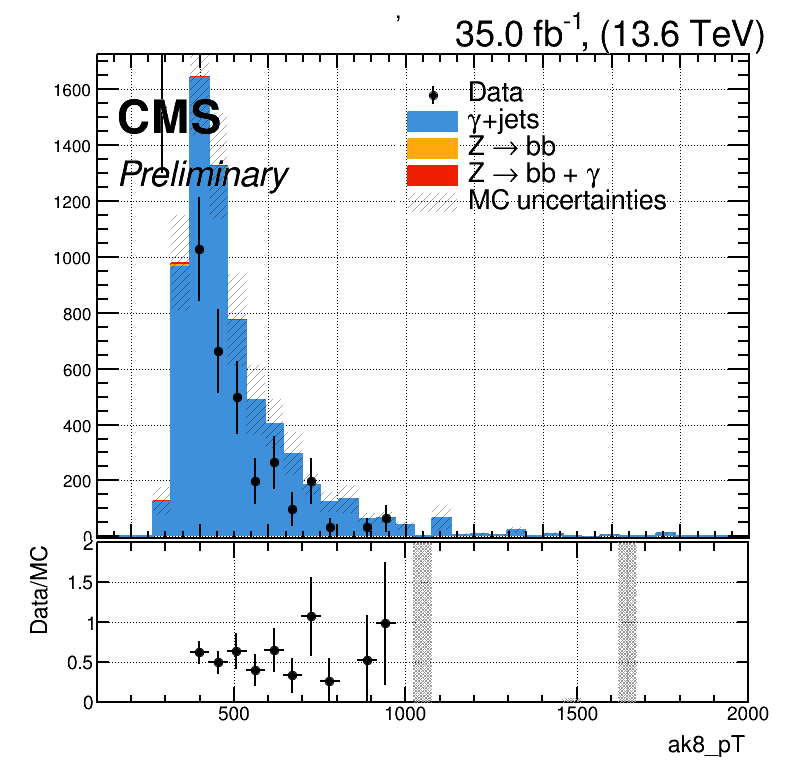 ,
35.0 fb-1, (13.6 TeV)
CMS
Preliminary
Data
γ+jets
Z → bb
Z → bb + γ
MC uncertainties
1600
1400
1200
1000
800
600
400
200
0
2
1.5
1
0.5
0
Data/MC
500
1000
1500
2000
ak8_pT